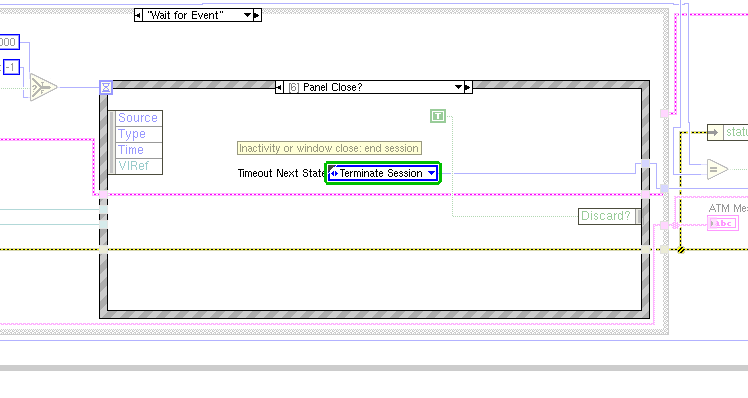 "Wait for Event"
000
-1
[6] Panel Close?
Source
Type
Time
VIRef
T
Inactivity or window close: end session
Timeout Next State
Terminate Session
Discard?
statu
=
ATM Me
abc